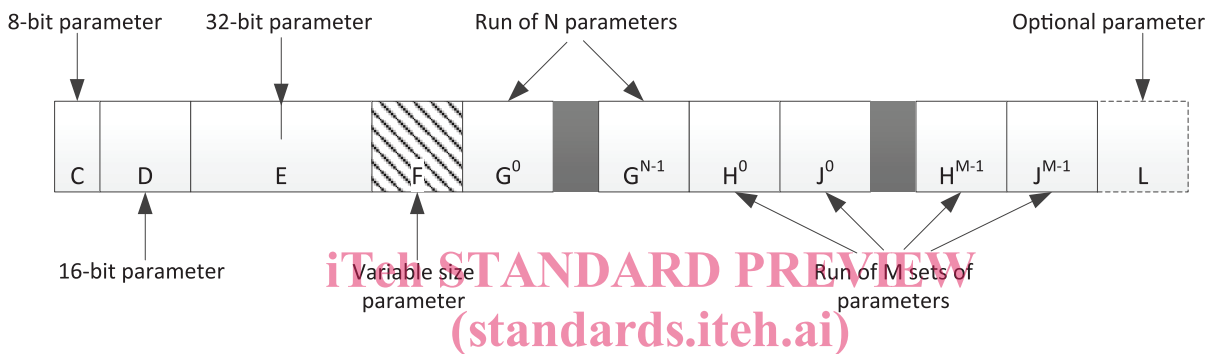 8-bit parameter 32-bit parameter Run of N parameters Optional parameter
C D E F G⁰ Gᴺ⁻¹ H⁰ J⁰ Hᴹ⁻¹ Jᴹ⁻¹ L
16-bit parameter
Variable size
parameter
Run of M sets of
parameters
iTeh STANDARD PREVIEW
(standards.iteh.ai)